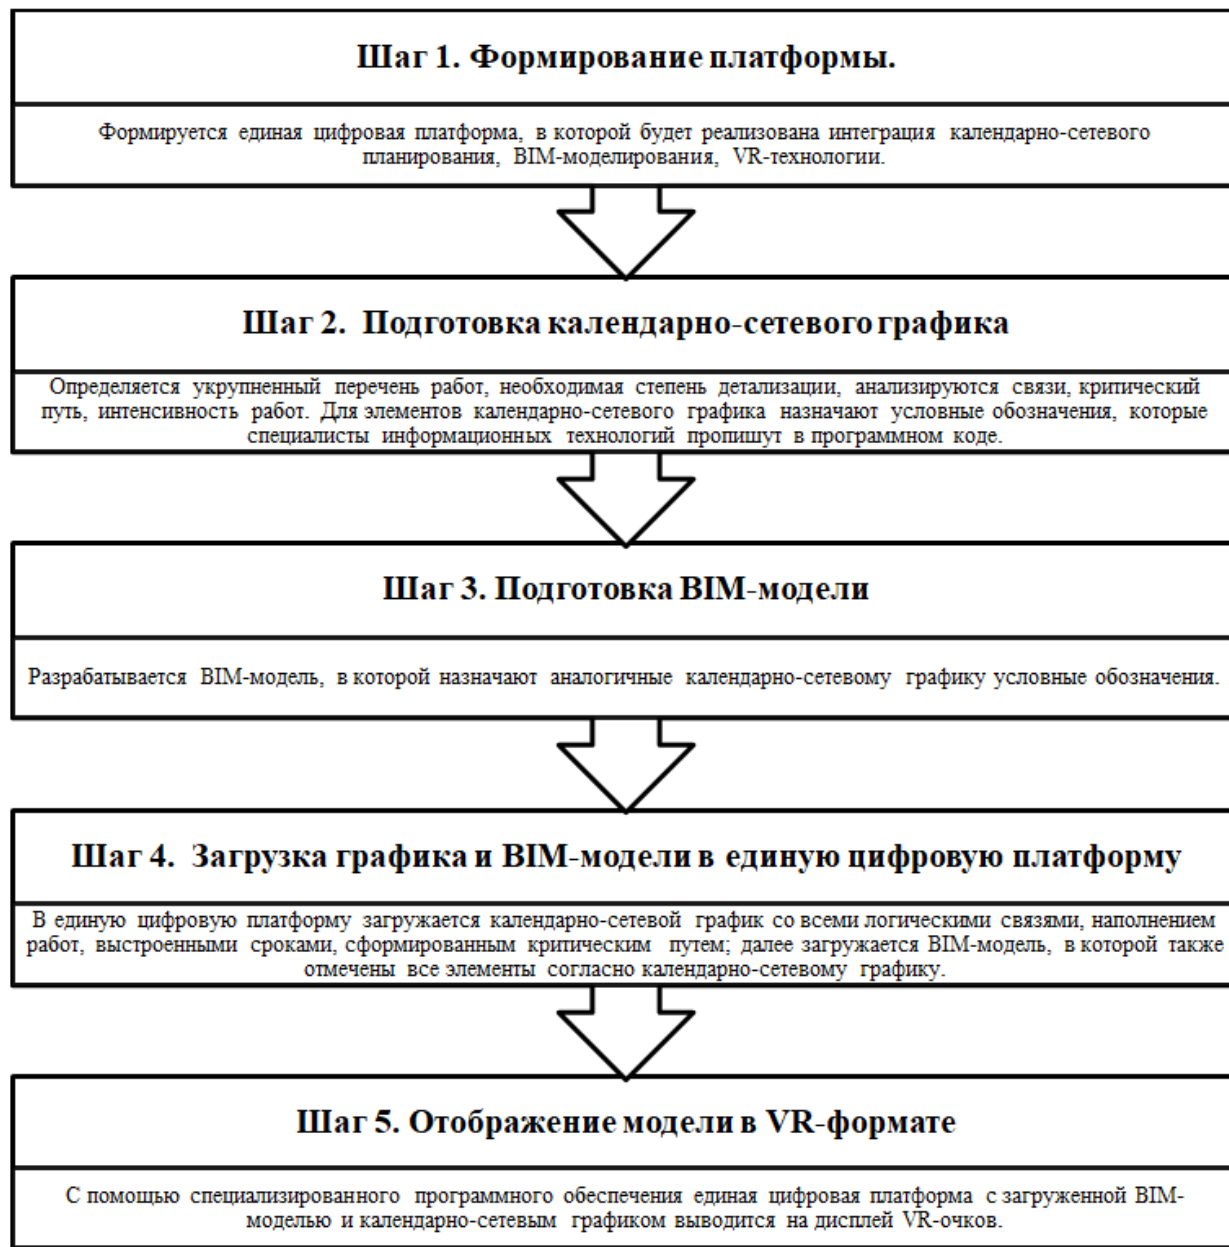 Шаг 1. Формирование платформы.
Формируется единая цифровая платформа, в которой будет реализована интеграция календарно-сетевого
планирования, BIM-моделирования, VR-технологии.
Шаг 2. Подготовка календарно-сетевого графика
Определяется укрупненный перечень работ, необходимая степень детализации, анализируются связи, критический
путь, интенсивность работ. Для элементов календарно-сетевого графика назначают условные обозначения, которые
специалисты информационных технологий пропишут в программном коде.
Шаг 3. Подготовка BIM-модели
Разрабатывается BIM-модель, в которой назначают аналогичные календарно-сетевому графику условные обозначения.
Шаг 4. Загрузка графика и BIM-модели в единую цифровую платформу
В единую цифровую платформу загружается календарно-сетевой график со всеми логическими связями, наполнением
работ, выстроенными сроками, сформированным критическим путем; далее загружается BIM-модель, в которой также
отмечены все элементы согласно календарно-сетевому графику.
Шаг 5. Отображение модели в VR-формате
С помощью специализированного программного обеспечения единая цифровая платформа с загруженной BIM-
моделью и календарно-сетевым графиком выводится на дисплей VR-очков.